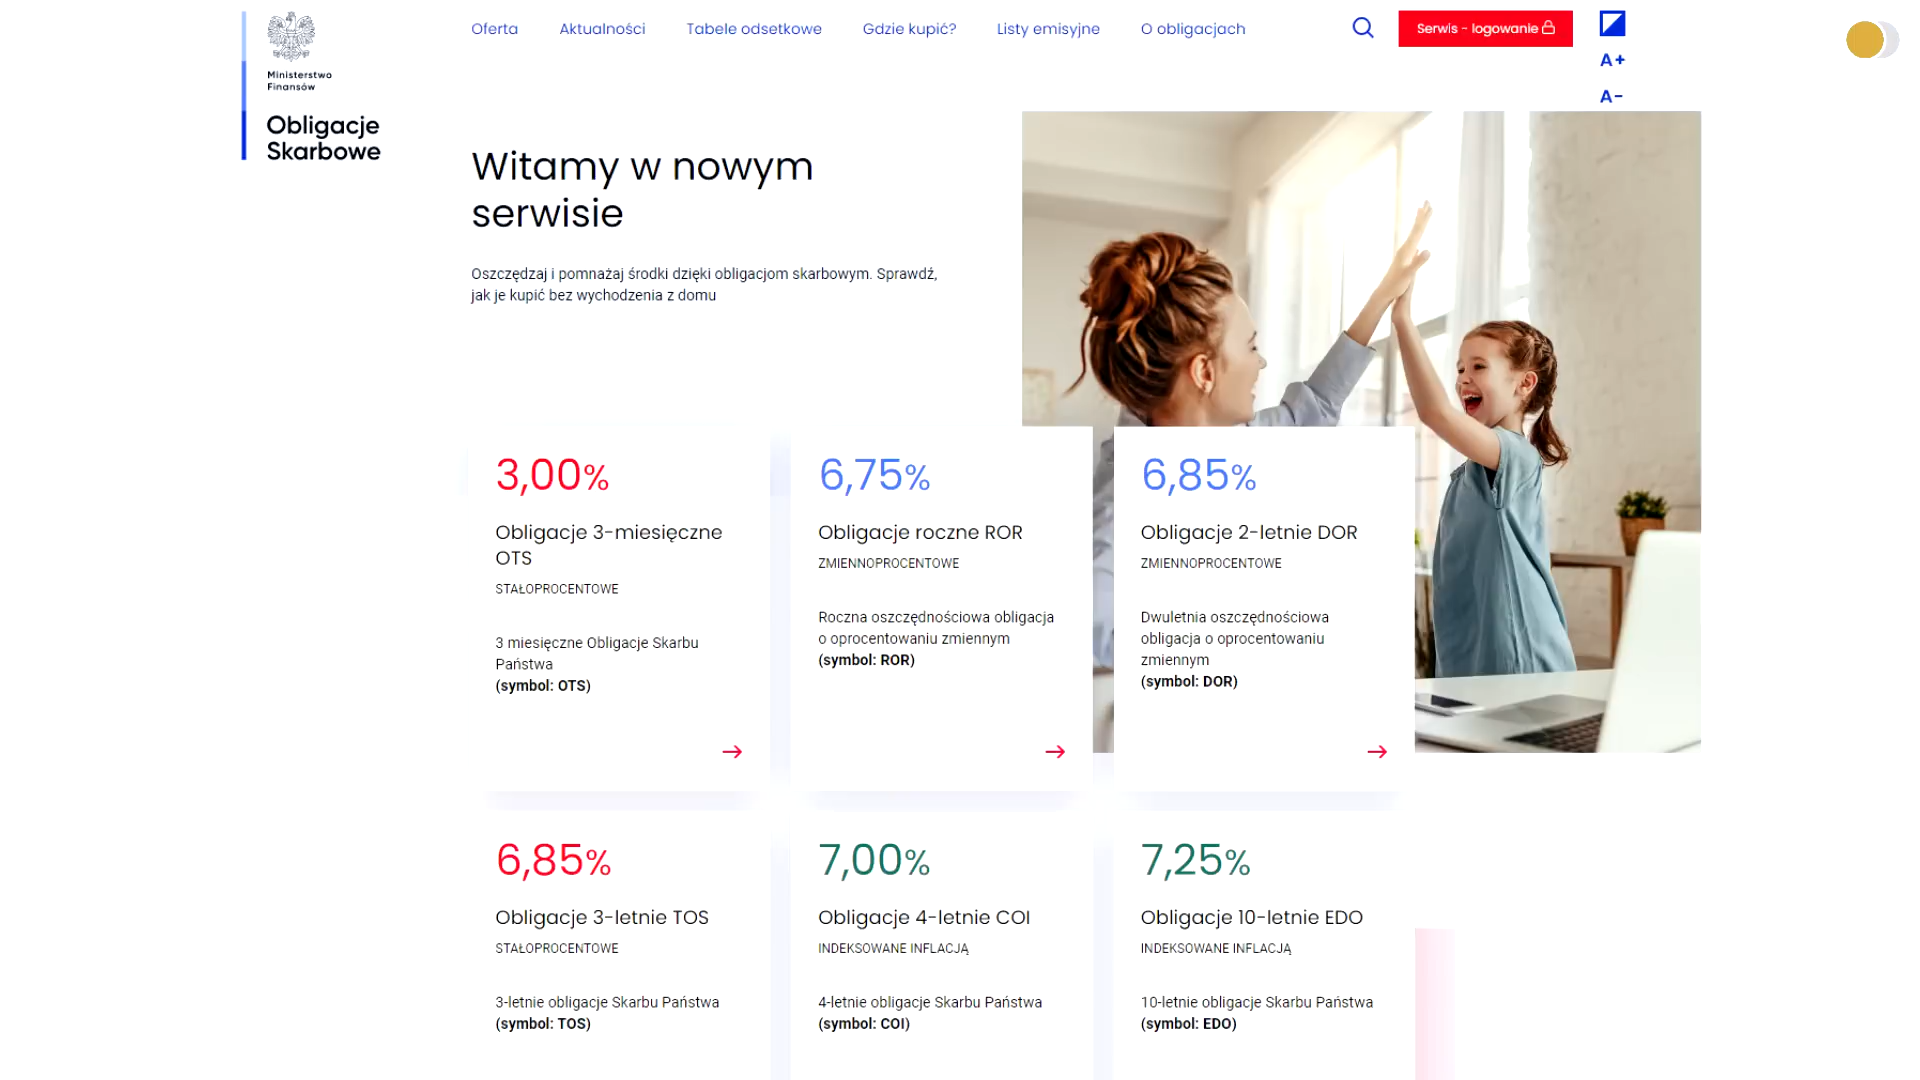 Ministerstwo
Finansów
Obligacje
Skarbowe
Oferta
Aktualności
Tabele odsetkowe
Gdzie kupić?
Listy emisyjne
O obligacjach
Serwis - logowanie
A+
A-
Witamy w nowym
serwisie
Oszczędzaj i pomnażaj środki dzięki obligacjom skarbowym. Sprawdź,
jak je kupić bez wychodzenia z domu
3,00%
Obligacje 3-miesięczne
OTS
STAŁOPROCENTOWE
3 miesięczne Obligacje Skarbu
Państwa
(symbol: OTS)
6,75%
Obligacje roczne ROR
ZMIENNOPROCENTOWE
Roczna oszczędnościowa obligacja
o oprocentowaniu zmiennym
(symbol: ROR)
6,85%
Obligacje 2-letnie DOR
ZMIENNOPROCENTOWE
Dwuletnia oszczędnościowa
obligacja o oprocentowaniu
zmiennym
(symbol: DOR)
6,85%
Obligacje 3-letnie TOS
STAŁOPROCENTOWE
3-letnie obligacje Skarbu Państwa
(symbol: TOS)
7,00%
Obligacje 4-letnie COI
INDEKSOWANE INFLACJĄ
4-letnie obligacje Skarbu Państwa
(symbol: COI)
7,25%
Obligacje 10-letnie EDO
INDEKSOWANE INFLACJĄ
10-letnie obligacje Skarbu Państwa
(symbol: EDO)